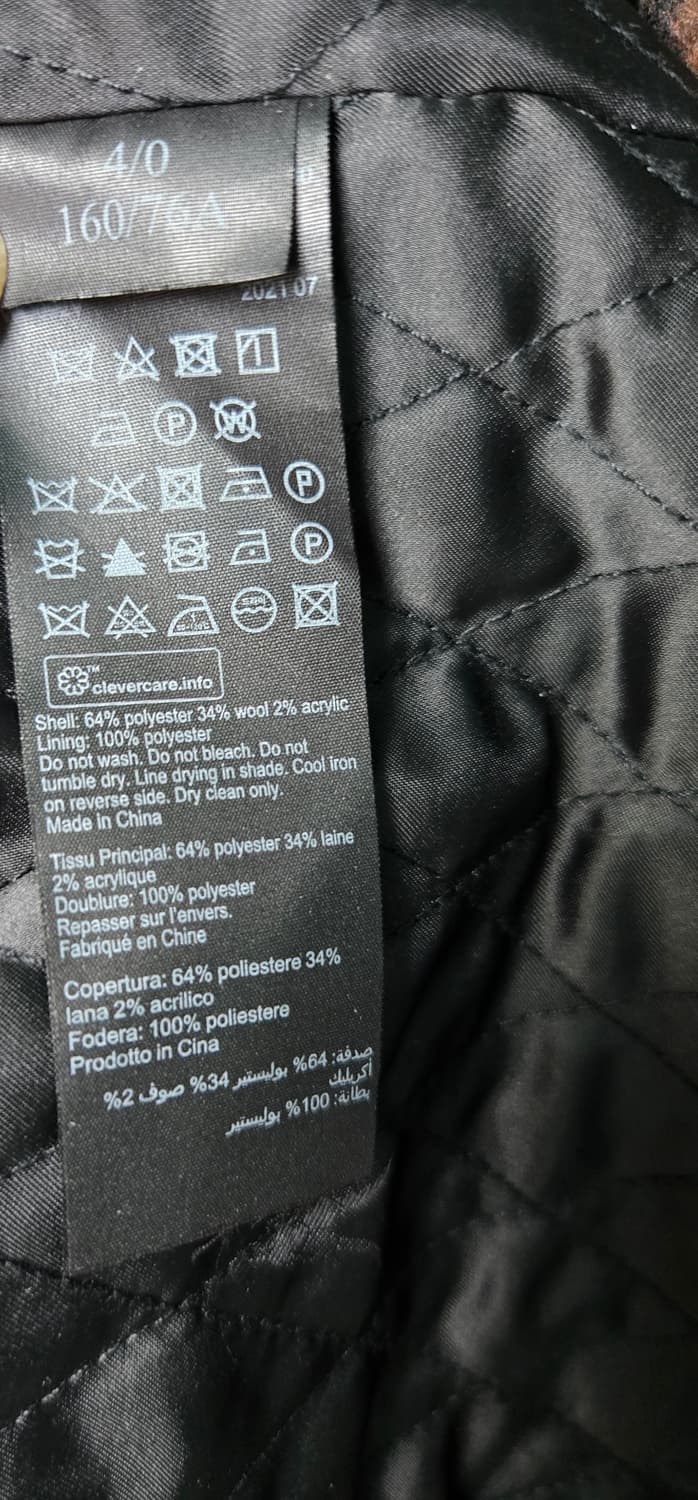 4/0
160/76A
202107
P
W
P
P
™
clevercare.info
Shell: 64% polyester 34% wool 2% acrylic
Lining: 100% polyester
Do not wash. Do not bleach. Do not
tumble dry. Line drying in shade. Cool iron
on reverse side. Dry clean only.
Made in China
Tissu Principal: 64% polyester 34% laine
2% acrylique
Doublure: 100% polyester
Repasser sur l'envers.
Fabriqué en Chine
Copertura: 64% poliestere 34%
lana 2% acrilico
Fodera: 100% poliestere
Prodotto in Cina
صدفة: 64% بوليستير 34% صوف 2%
أكريليك
بطانة: 100% بوليستير